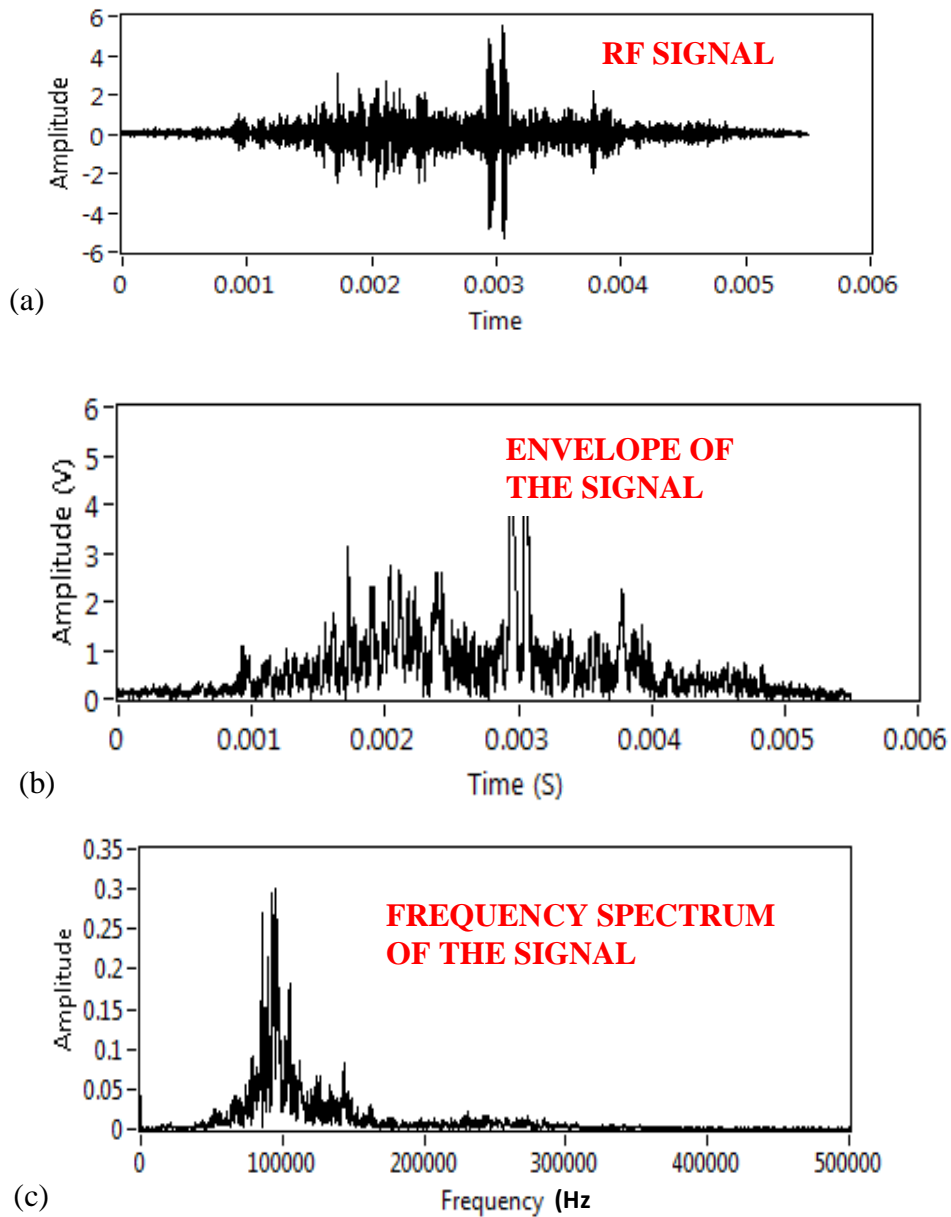 RF SIGNAL
Amplitude
6
4
2
0
-2
-4
-6
0 0.001 0.002 0.003 0.004 0.005 0.006
Time
(a)
ENVELOPE OF
THE SIGNAL
Amplitude (V)
6
5
4
3
2
1
0
0 0.001 0.002 0.003 0.004 0.005 0.006
Time (S)
(b)
FREQUENCY SPECTRUM
OF THE SIGNAL
Amplitude
0.35
0.3
0.25
0.2
0.15
0.1
0.05
0
0 100000 200000 300000 400000 500000
Frequency (Hz
(c)